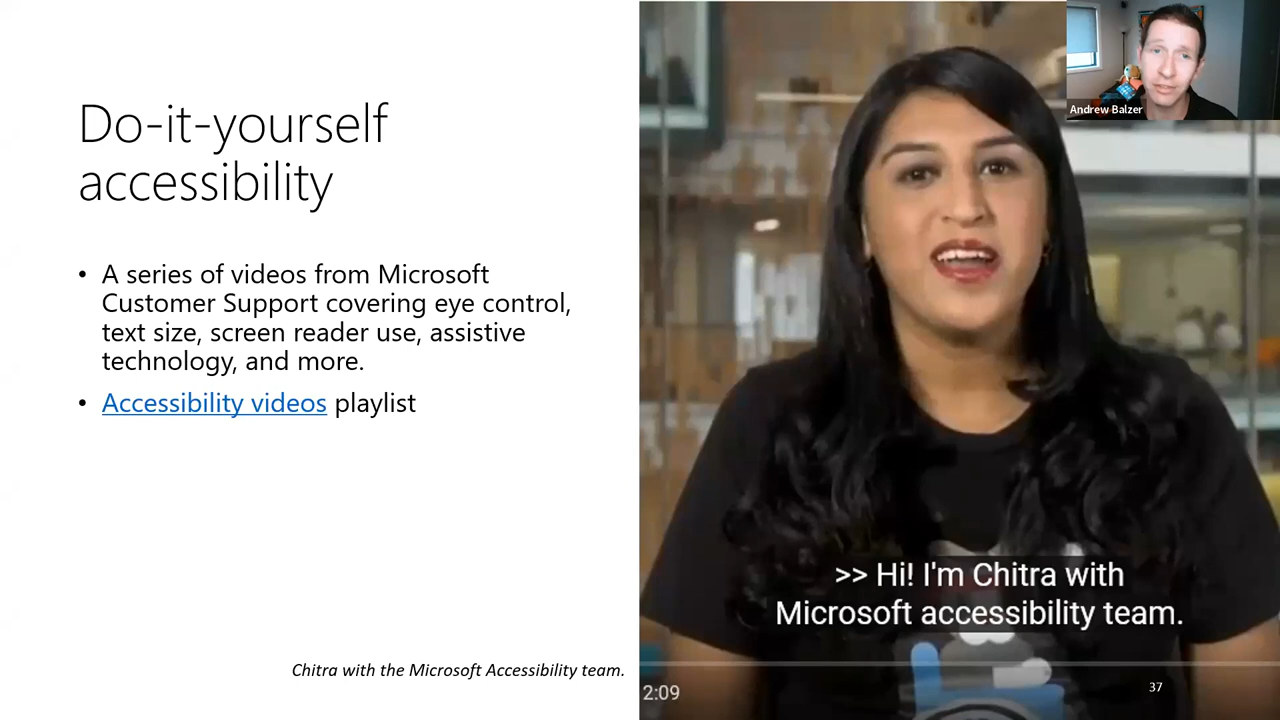 Do-it-yourself
accessibility
• A series of videos from Microsoft
Customer Support covering eye control,
text size, screen reader use, assistive
technology, and more.
• Accessibility videos playlist
Chitra with the Microsoft Accessibility team.
Andrew Balzer
>> Hi! I'm Chitra with
Microsoft accessibility team.
2:09
37